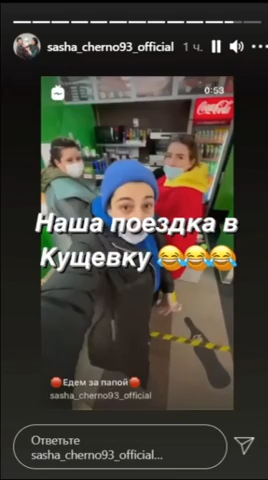 sasha_cherno93_official 1 ч.
0:53
Coca-Cola
Наша поездка в
Кущевку 😂😂😂
🔴Едем за папой🔴
sasha_cherno93_official
Ответьте
sasha_cherno93_official...